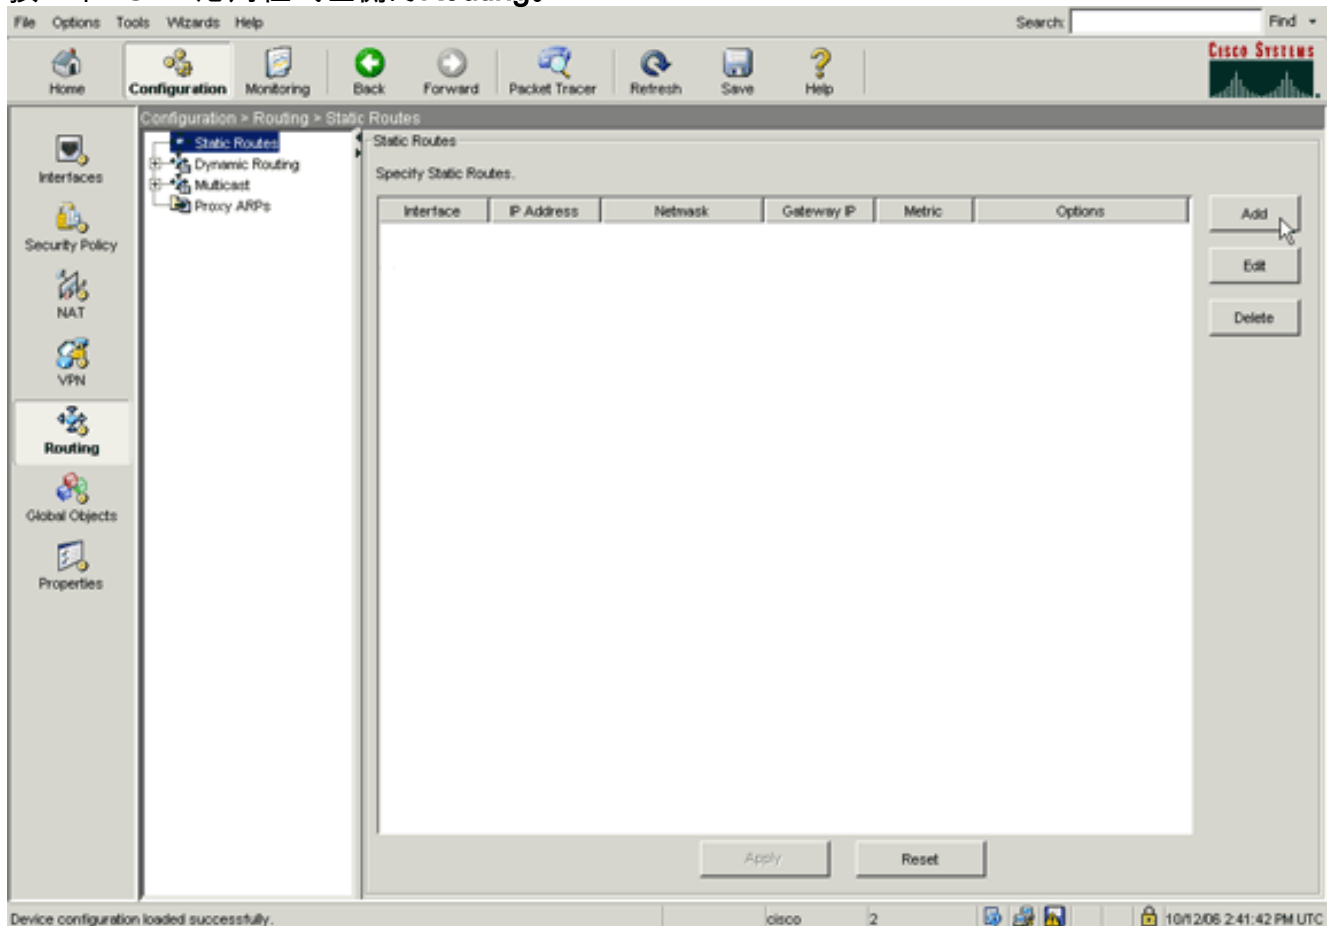 Routing。
File Options Tools Wizards Help Search: Find
Home Configuration Monitoring Back Forward Packet Tracer Refresh Save Help
CISCO SYSTEMS
Configuration > Routing > Static Routes
Interfaces
Security Policy
NAT
VPN
Routing
Global Objects
Properties
Static Routes
Dynamic Routing
Multicast
Proxy ARPs
Static Routes
Specify Static Routes.
Interface IP Address Netmask Gateway IP Metric Options
Add
Edit
Delete
Apply Reset
Device configuration loaded successfully. cisco 2 10/12/06 2:41:42 PM UTC